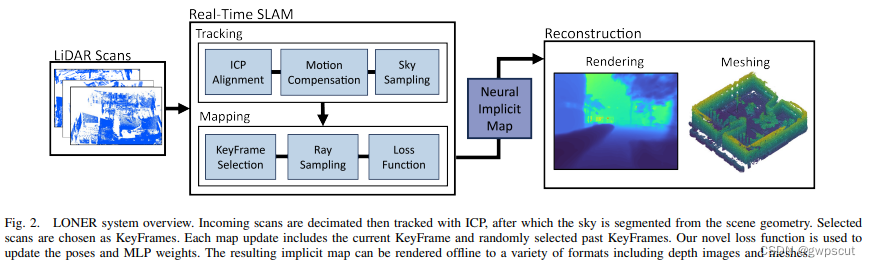 Real-Time SLAM
LiDAR Scans
Tracking
ICP
Alignment
Motion
Compensation
Sky
Sampling
Mapping
KeyFrame
Selection
Ray
Sampling
Loss
Function
Neural
Implicit
Map
Reconstruction
Rendering
Meshing
Fig. 2. LONER system overview. Incoming scans are decimated then tracked with ICP, after which the sky is segmented from the scene geometry. Selected
scans are chosen as KeyFrames. Each map update includes the current KeyFrame and randomly selected past KeyFrames. Our novel loss function is used to
update the poses and MLP weights. The resulting implicit map can be rendered offline to a variety of formats including depth images and meshes.
CSDN @gwpscut